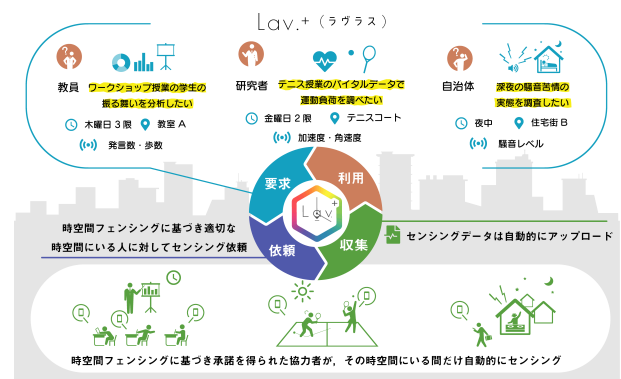 Lav.+（ラヴラス）
教員
ワークショップ授業の学生の
振る舞いを分析したい
木曜日3限 教室A
発言数・歩数
研究者
テニス授業のバイタルデータで
運動負荷を調べたい
金曜日2限 テニスコート
加速度・角速度
自治体
深夜の騒音苦情の
実態を調査したい
夜中 住宅街B
騒音レベル
要求
利用
Lav.+
依頼
収集
時空間フェンシングに基づき適切な
時空間にいる人に対してセンシング依頼
センシングデータは自動的にアップロード
時空間フェンシングに基づき承諾を得られた協力者が，その時空間にいる間だけ自動的にセンシング